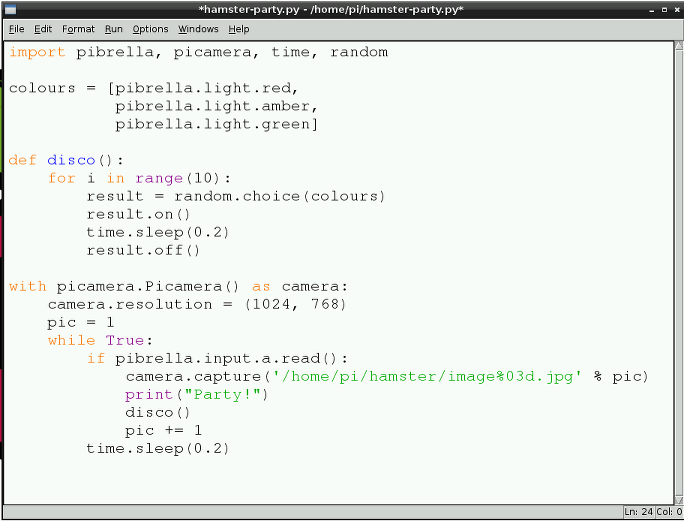 *hamster-party.py - /home/pi/hamster-party.py*
File Edit Format Run Options Windows Help
import pibrella, picamera, time, random
colours = [pibrella.light.red,
pibrella.light.amber,
pibrella.light.green]
def disco():
for i in range(10):
result = random.choice(colours)
result.on()
time.sleep(0.2)
result.off()
with picamera.Picamera() as camera:
camera.resolution = (1024, 768)
pic = 1
while True:
if pibrella.input.a.read():
camera.capture('/home/pi/hamster/image%03d.jpg' % pic)
print("Party!")
disco()
pic += 1
time.sleep(0.2)
Ln: 24 Col: 0